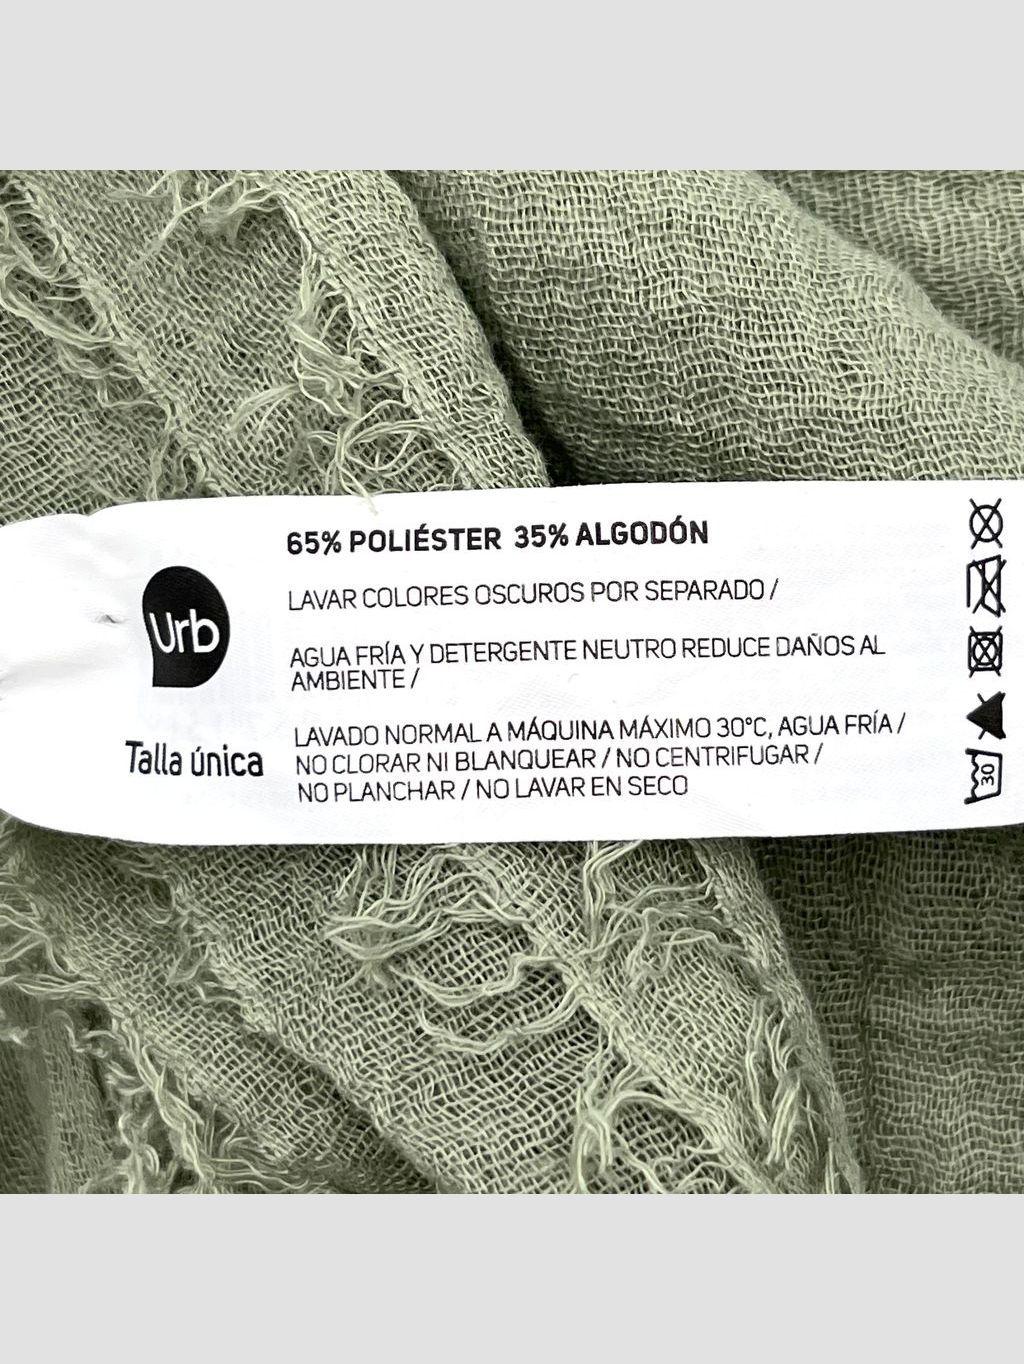 65% POLIÉSTER 35% ALGODÓN
LAVAR COLORES OSCUROS POR SEPARADO /
AGUA FRÍA Y DETERGENTE NEUTRO REDUCE DAÑOS AL
AMBIENTE /
LAVADO NORMAL A MÁQUINA MÁXIMO 30°C, AGUA FRÍA /
NO CLORAR NI BLANQUEAR / NO CENTRIFUGAR /
NO PLANCHAR / NO LAVAR EN SECO
Urb
Talla única
30